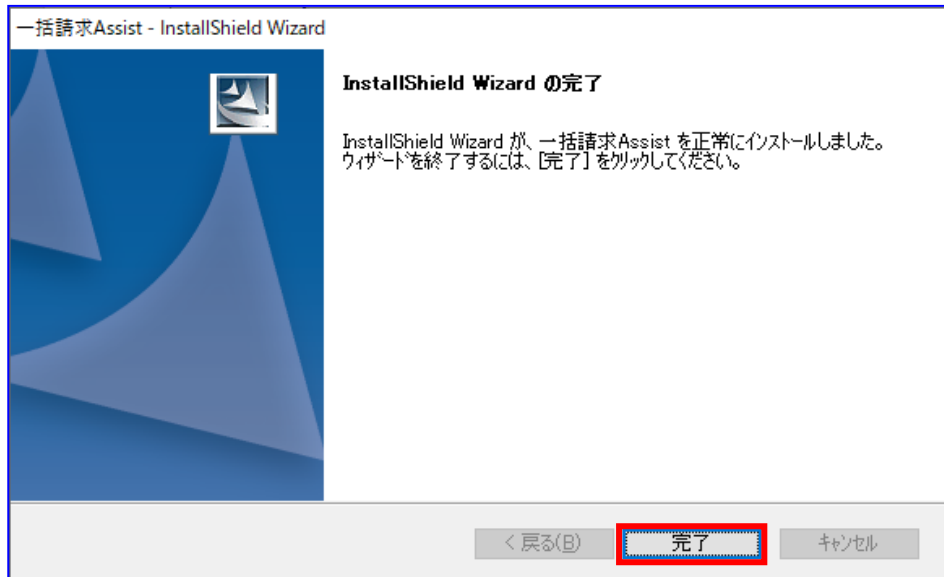 一括請求Assist - InstallShield Wizard
InstallShield Wizard の完了
InstallShield Wizard が、一括請求Assist を正常にインストールしました。
ウィザードを終了するには、[完了] をクリックしてください。
< 戻る(B)
完了
キャンセル